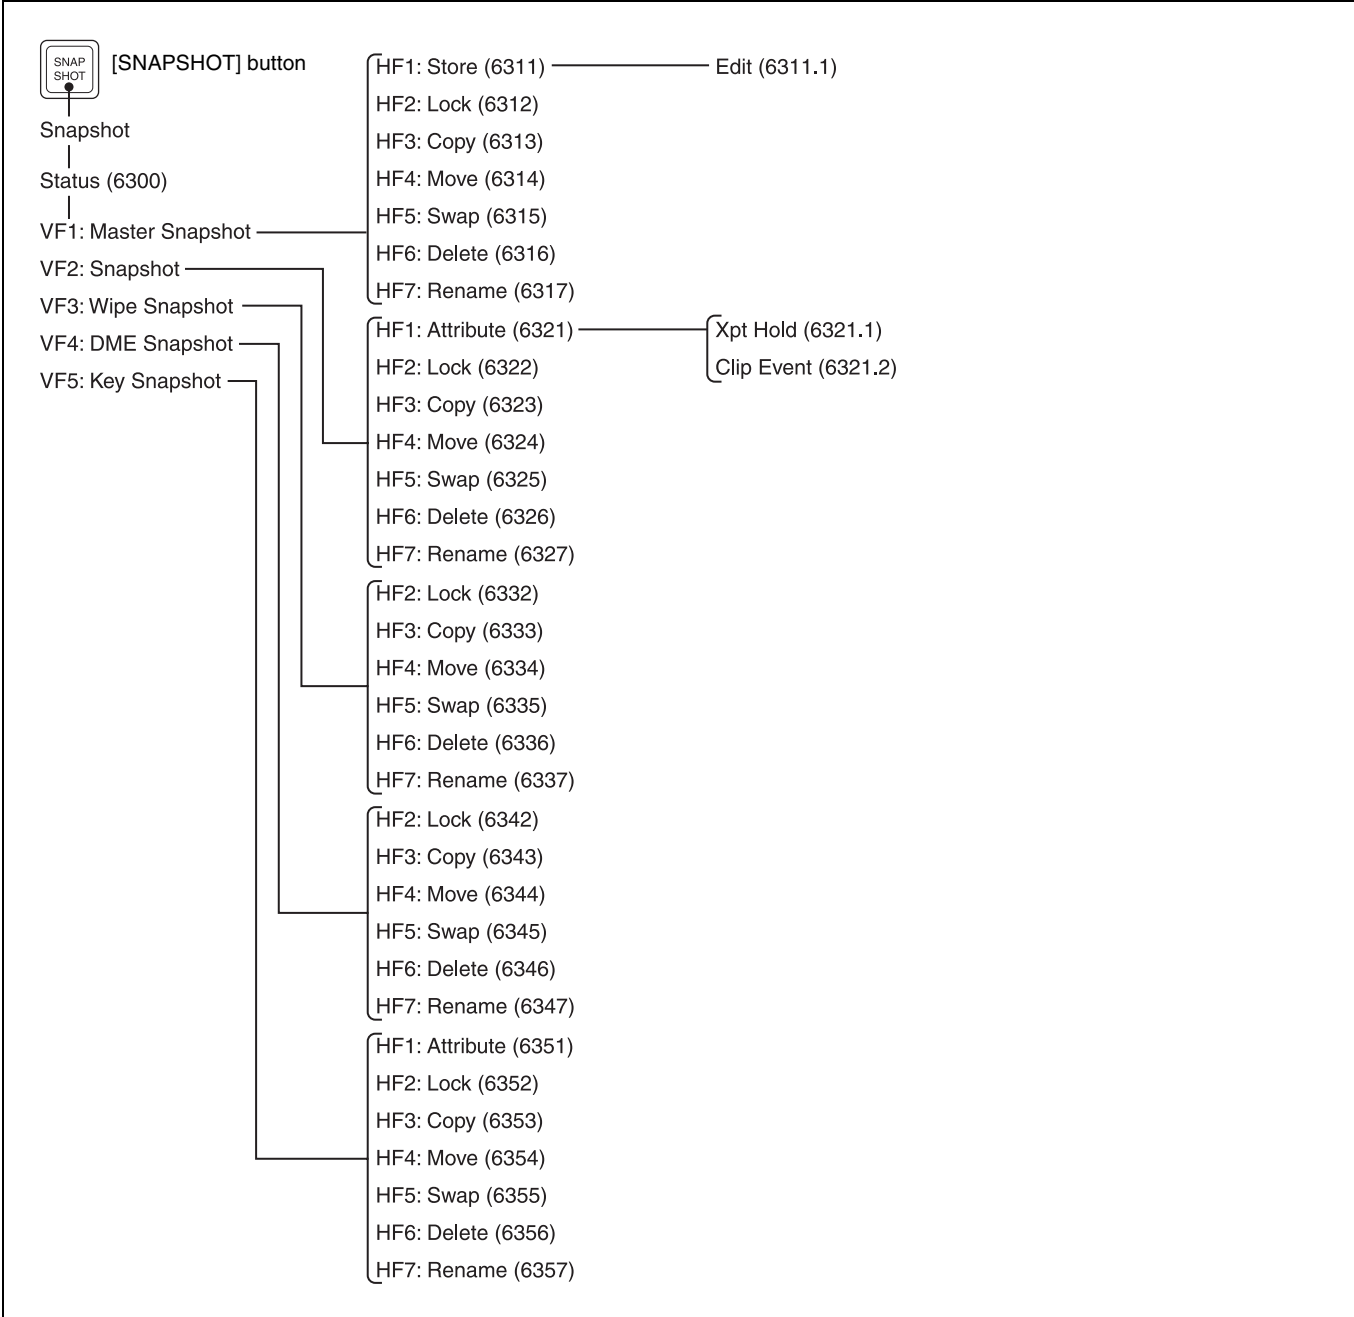 SNAP
SHOT
[SNAPSHOT] button
Snapshot
Status (6300)
VF1: Master Snapshot
VF2: Snapshot
VF3: Wipe Snapshot
VF4: DME Snapshot
VF5: Key Snapshot
HF1: Store (6311)
Edit (6311.1)
HF2: Lock (6312)
HF3: Copy (6313)
HF4: Move (6314)
HF5: Swap (6315)
HF6: Delete (6316)
HF7: Rename (6317)
HF1: Attribute (6321)
Xpt Hold (6321.1)
Clip Event (6321.2)
HF2: Lock (6322)
HF3: Copy (6323)
HF4: Move (6324)
HF5: Swap (6325)
HF6: Delete (6326)
HF7: Rename (6327)
HF2: Lock (6332)
HF3: Copy (6333)
HF4: Move (6334)
HF5: Swap (6335)
HF6: Delete (6336)
HF7: Rename (6337)
HF2: Lock (6342)
HF3: Copy (6343)
HF4: Move (6344)
HF5: Swap (6345)
HF6: Delete (6346)
HF7: Rename (6347)
HF1: Attribute (6351)
HF2: Lock (6352)
HF3: Copy (6353)
HF4: Move (6354)
HF5: Swap (6355)
HF6: Delete (6356)
HF7: Rename (6357)